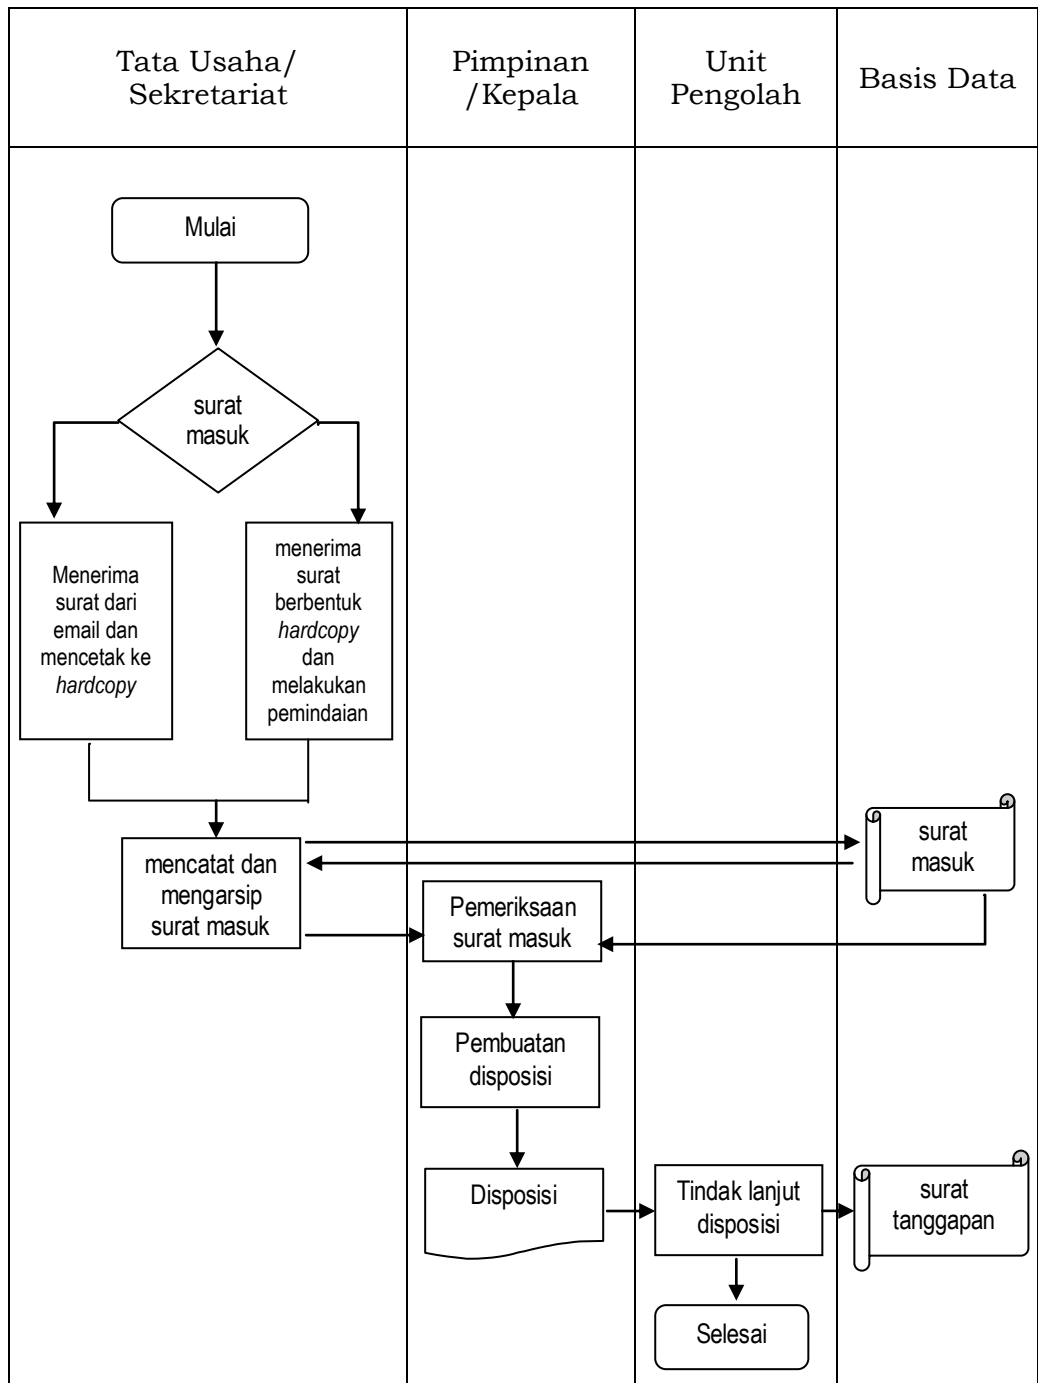 Tata Usaha/
Sekretariat
Pimpinan
/Kepala
Unit
Pengolah
Basis Data
Mulai
surat
masuk
Menerima
surat dari
email dan
mencetak ke
hardcopy
menerima
surat
berbentuk
hardcopy
dan
melakukan
pemindaian
mencatat dan
mengarsip
surat masuk
surat
masuk
Pemeriksaan
surat masuk
Pembuatan
disposisi
Disposisi
Tindak lanjut
disposisi
surat
tanggapan
Selesai